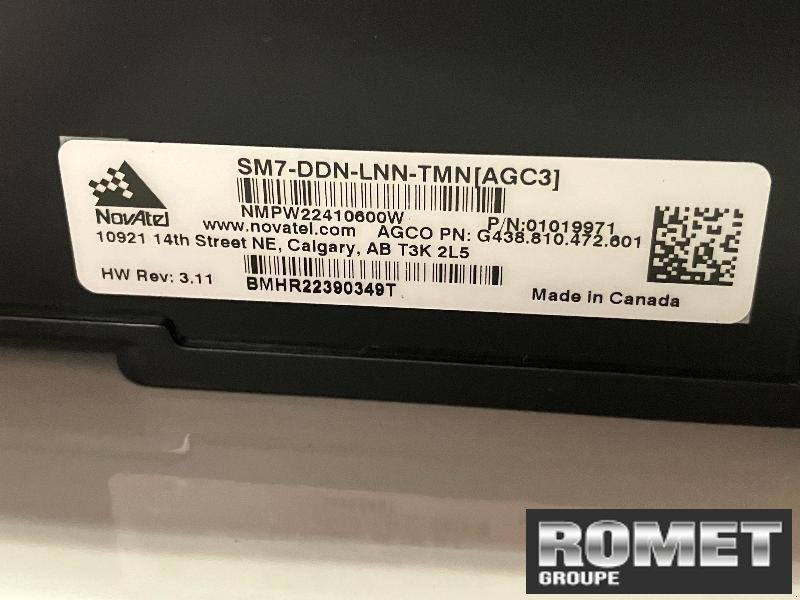 SM7-DDN-LNN-TMN[AGC3]
NovAtel
NMPW22410600W
P/N:01019971
www.novatel.com AGCO PN: G438.810.472.601
10921 14th Street NE, Calgary, AB T3K 2L5
HW Rev: 3.11
BMHR22390349T
Made in Canada
ROMET
GROUPE